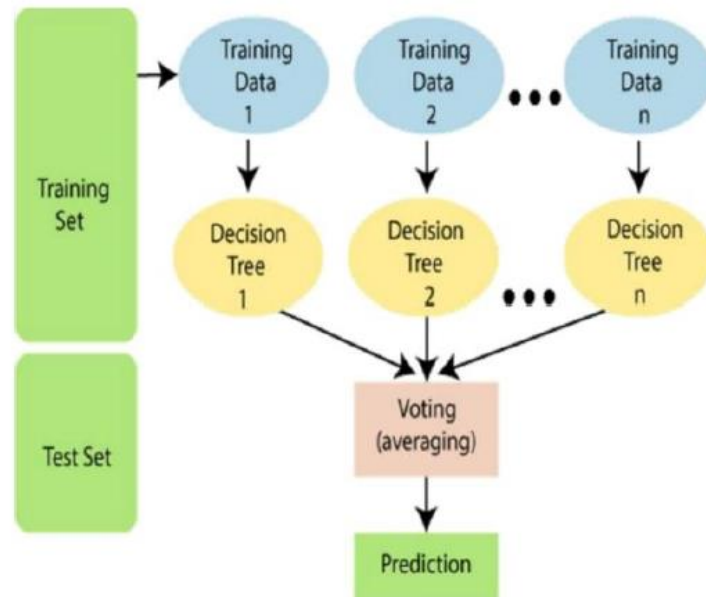 Training
Set
Test Set
Training
Data
1
Training
Data
2
Training
Data
n
Decision
Tree
1
Decision
Tree
2
Decision
Tree
n
Voting
(averaging)
Prediction